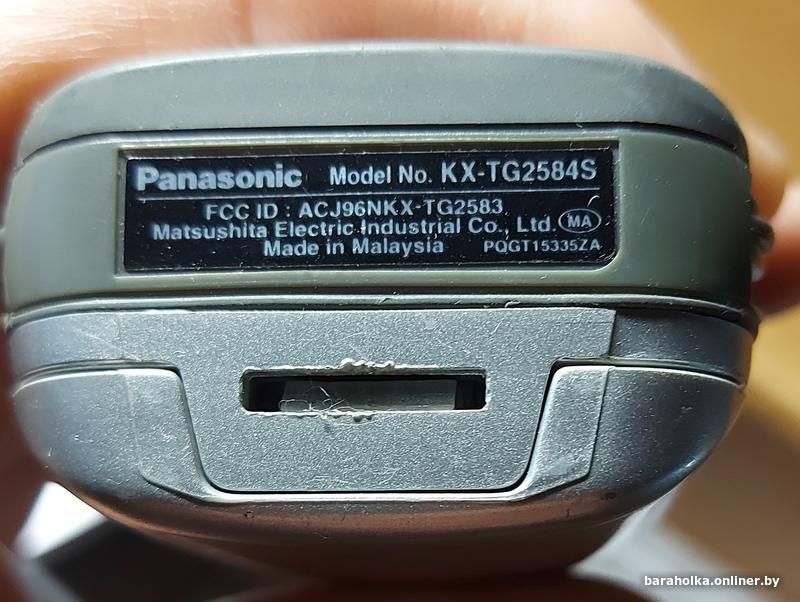 Panasonic Model No. KX-TG2584S
FCC ID : ACJ96NKX-TG2583
Matsushita Electric Industrial Co., Ltd. MA
Made in Malaysia PQGT15335ZA
baraholka.onliner.by